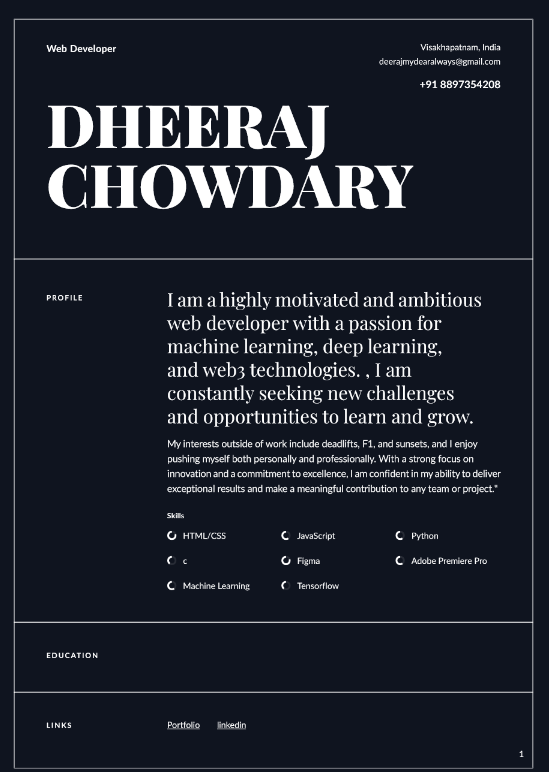 Web Developer
Visakhapatnam, India
deerajmydearalways@gmail.com
+91 8897354208
DHEERAJ
CHOWDARY
PROFILE
I am a highly motivated and ambitious
web developer with a passion for
machine learning, deep learning,
and web3 technologies. , I am
constantly seeking new challenges
and opportunities to learn and grow.
My interests outside of work include deadlifts, F1, and sunsets, and I enjoy
pushing myself both personally and professionally. With a strong focus on
innovation and a commitment to excellence, I am confident in my ability to deliver
exceptional results and make a meaningful contribution to any team or project."
Skills
HTML/CSS
JavaScript
Python
c
Figma
Adobe Premiere Pro
Machine Learning
Tensorflow
EDUCATION
LINKS
Portfolio
linkedin
1